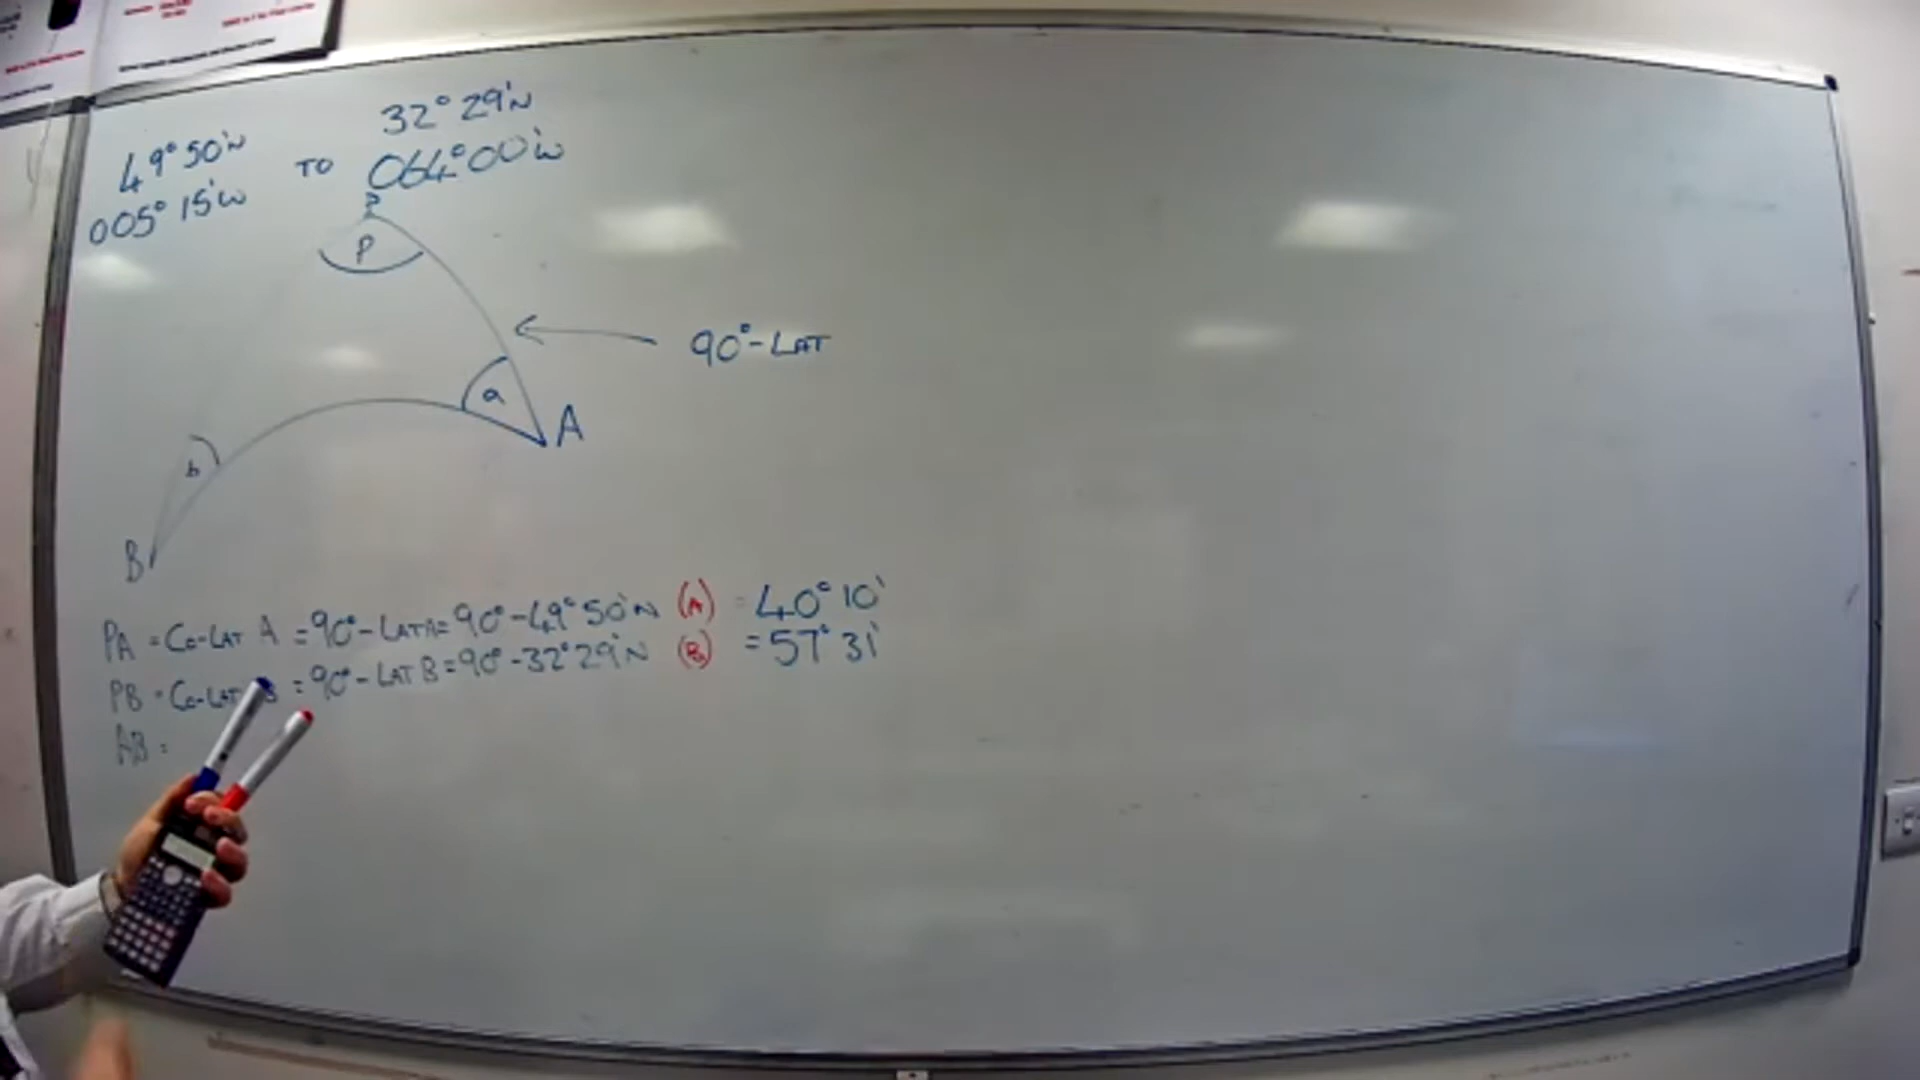 49°50'N
005°15'W
TO
32°29'N
064°00'W
P
P
90°-LAT
a
A
b
B
PA = Co-LAT A = 90° - LAT A = 90° - 49°50'N (A) = 40°10'
PB = Co-LAT B = 90° - LAT B = 90° - 32°29'N (B) = 57°31'
AB =